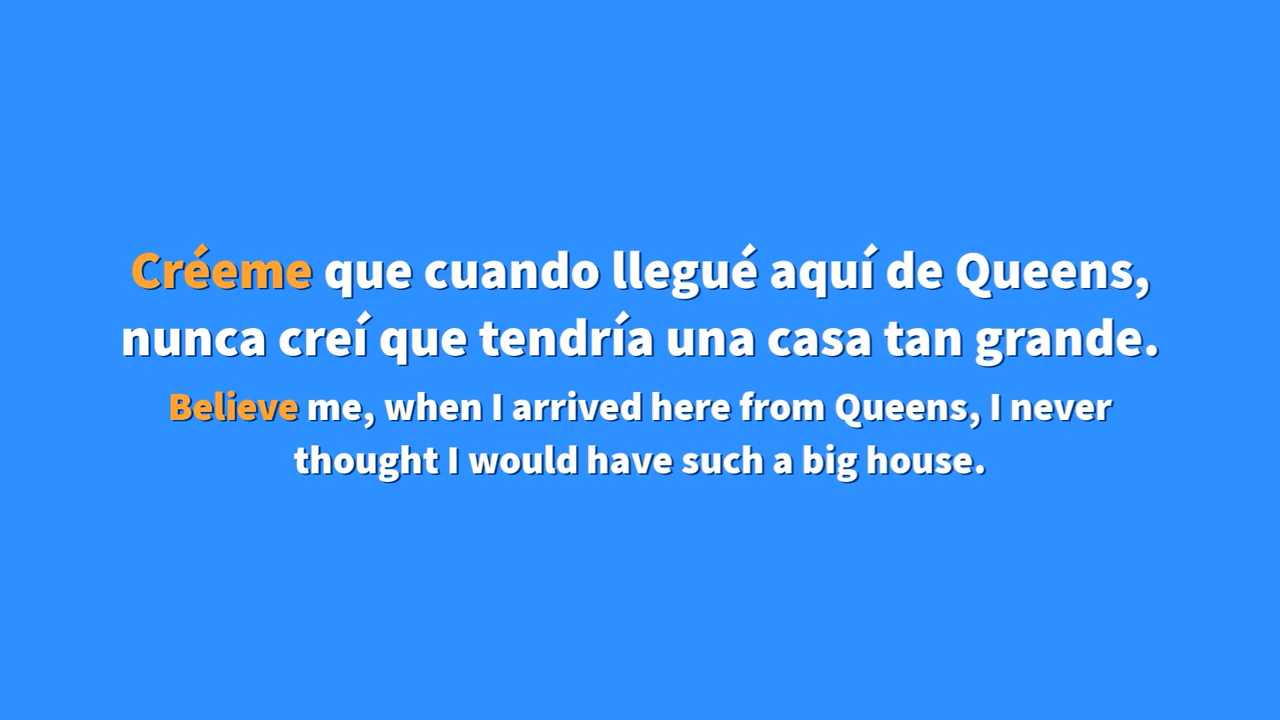 Créeme que cuando llegué aquí de Queens,
nunca creí que tendría una casa tan grande.
Believe me, when I arrived here from Queens, I never
thought I would have such a big house.